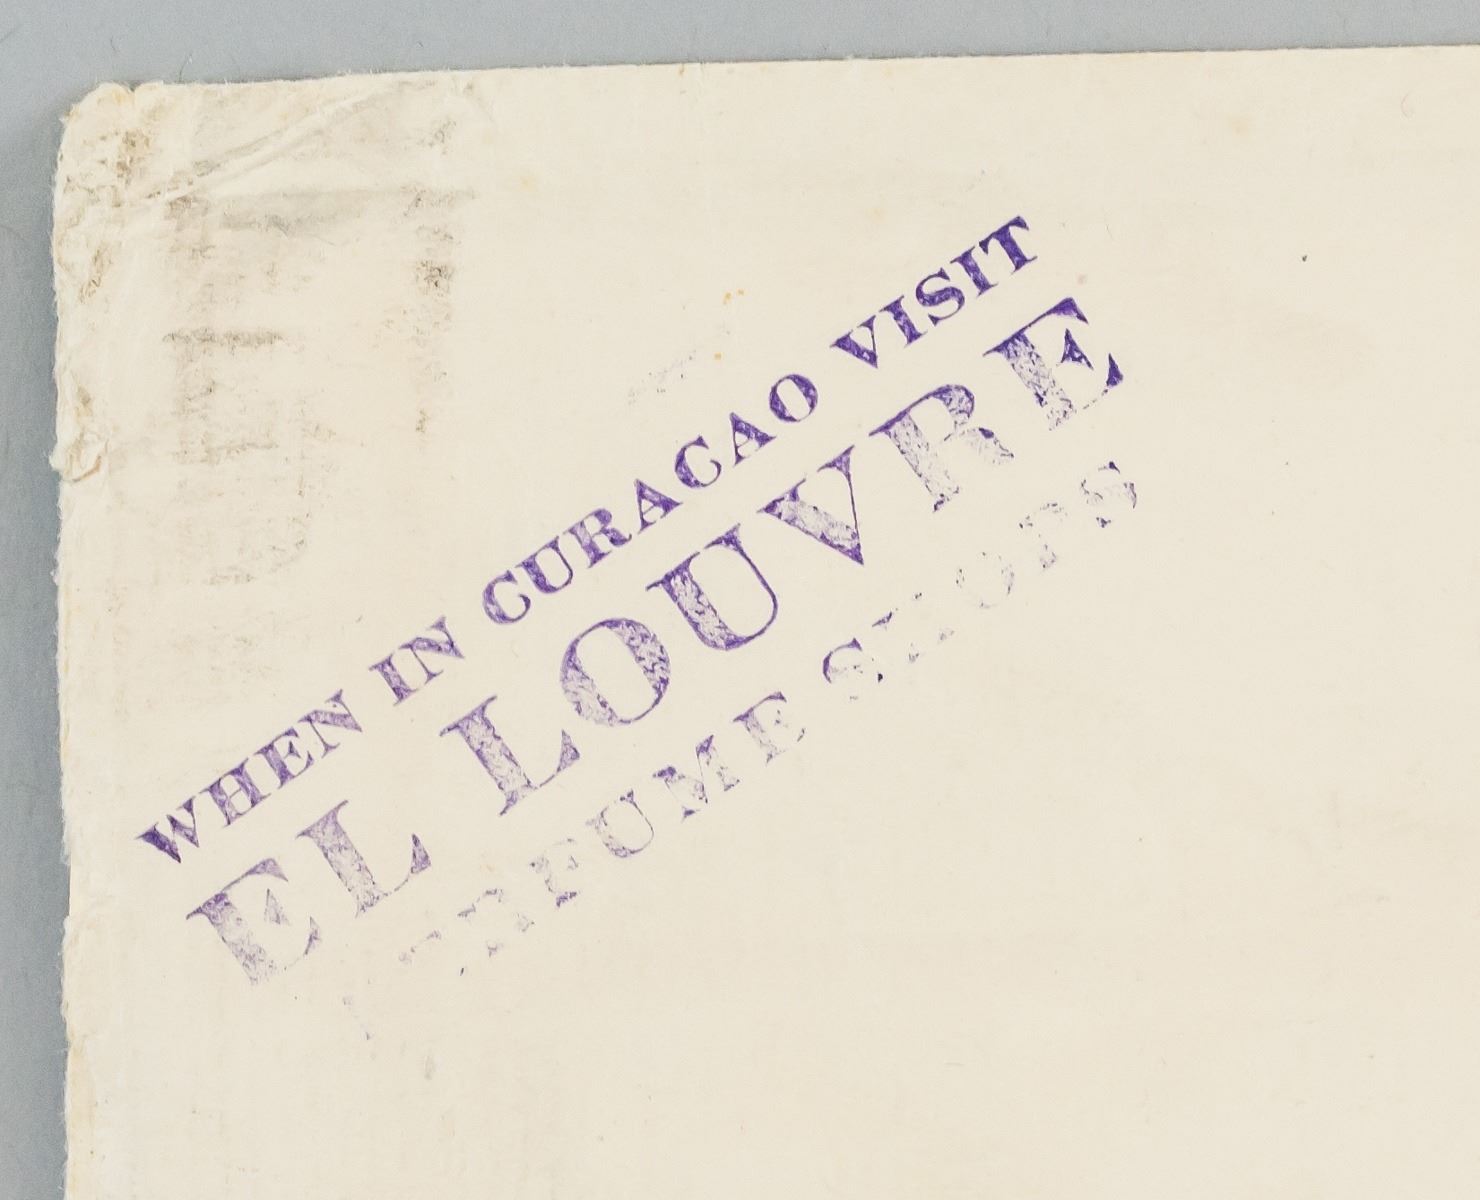 WHEN IN CURACAO VISIT
EL LOUVRE
PERFUME SHOPS